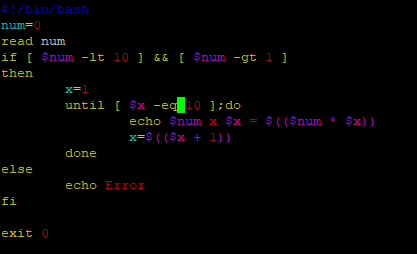 #!/bin/bash
num=0
read num
if [ $num -lt 10 ] && [ $num -gt 1 ]
then
        x=1
        until [ $x -eq 10 ];do
                echo $num x $x = $(($num * $x))
                x=$(($x + 1))
        done
else
        echo Error
fi

exit 0